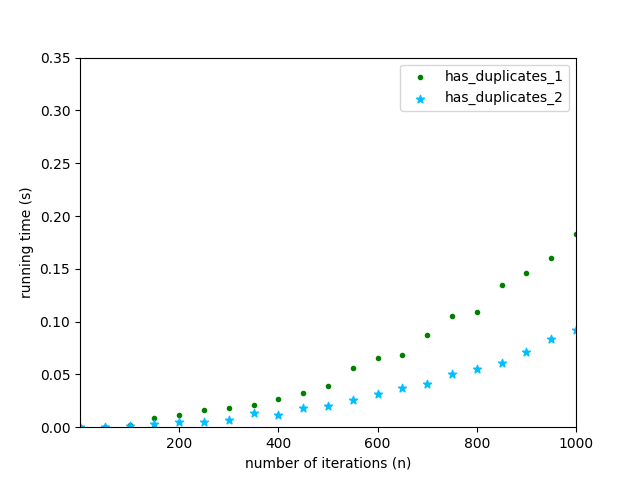 0.35
0.30
0.25
0.20
0.15
0.10
0.05
0.00
running time (s)
has_duplicates_1
has_duplicates_2
200 400 600 800 1000
number of iterations (n)